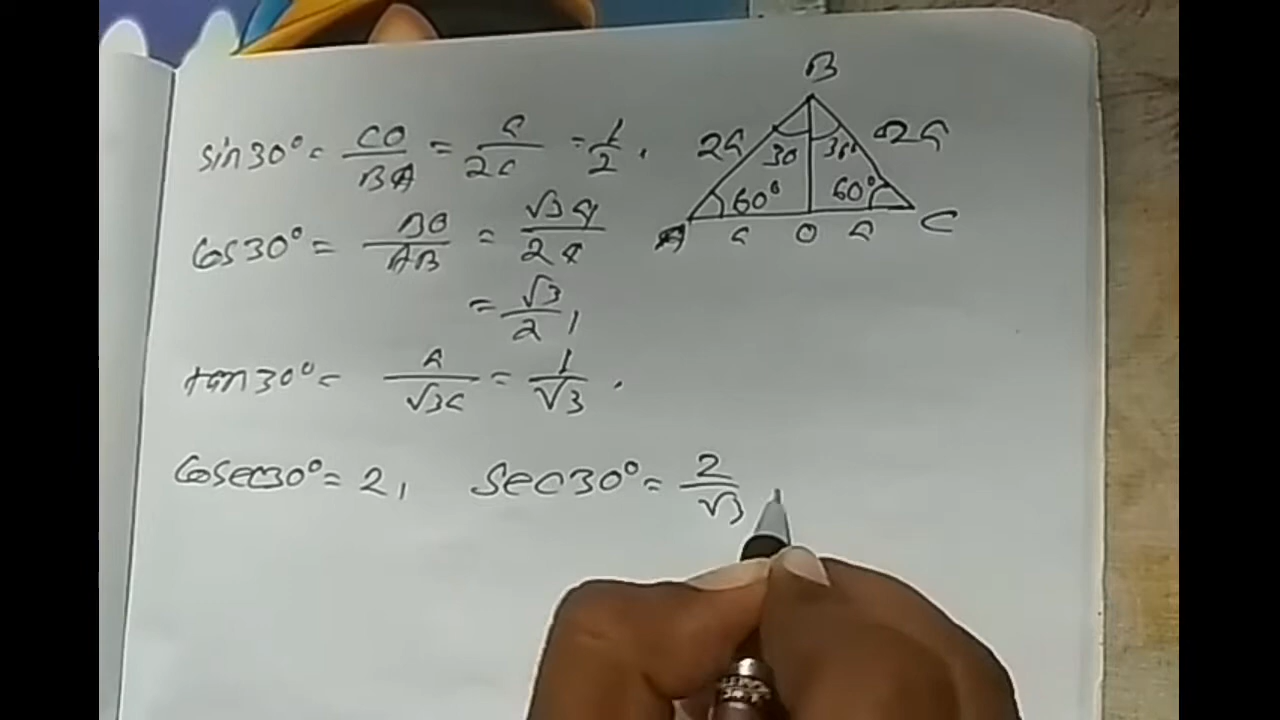 sin30° = CO/BA = a/2a = 1/2.
cos30° = BO/AB = √3a/2a
= √3/2,
tan30° = a/√3a = 1/√3.
cosec30° = 2, sec30° = 2/√3
B
2a 2a
30 30°
60° 60°
A a O a C